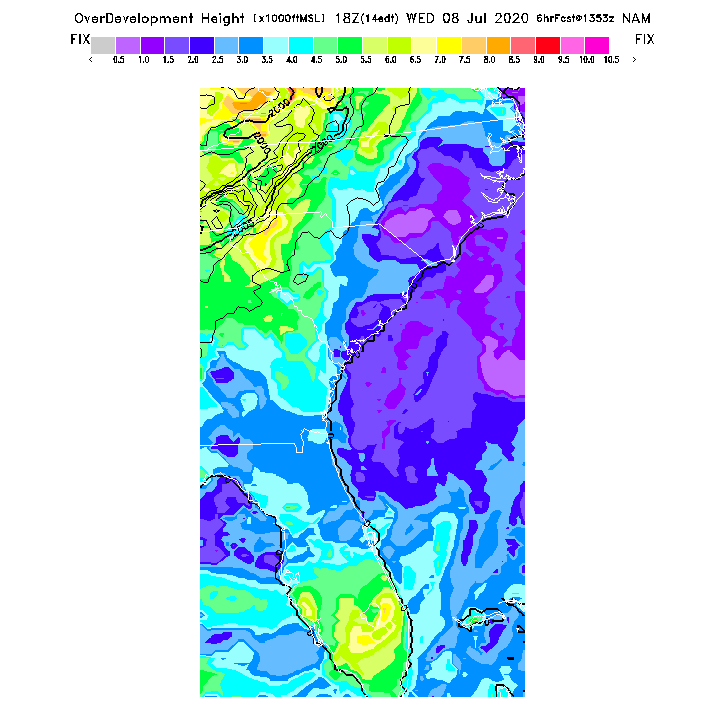 OverDevelopment Height [x1000ftMSL] 18Z(14edt) WED 08 Jul 2020 6hrFcst@1353z NAM
FIX FIX
< 0.5 1.0 1.5 2.0 2.5 3.0 3.5 4.0 4.5 5.0 5.5 6.0 6.5 7.0 7.5 8.0 8.5 9.0 9.5 10.0 10.5 >
2000
2000